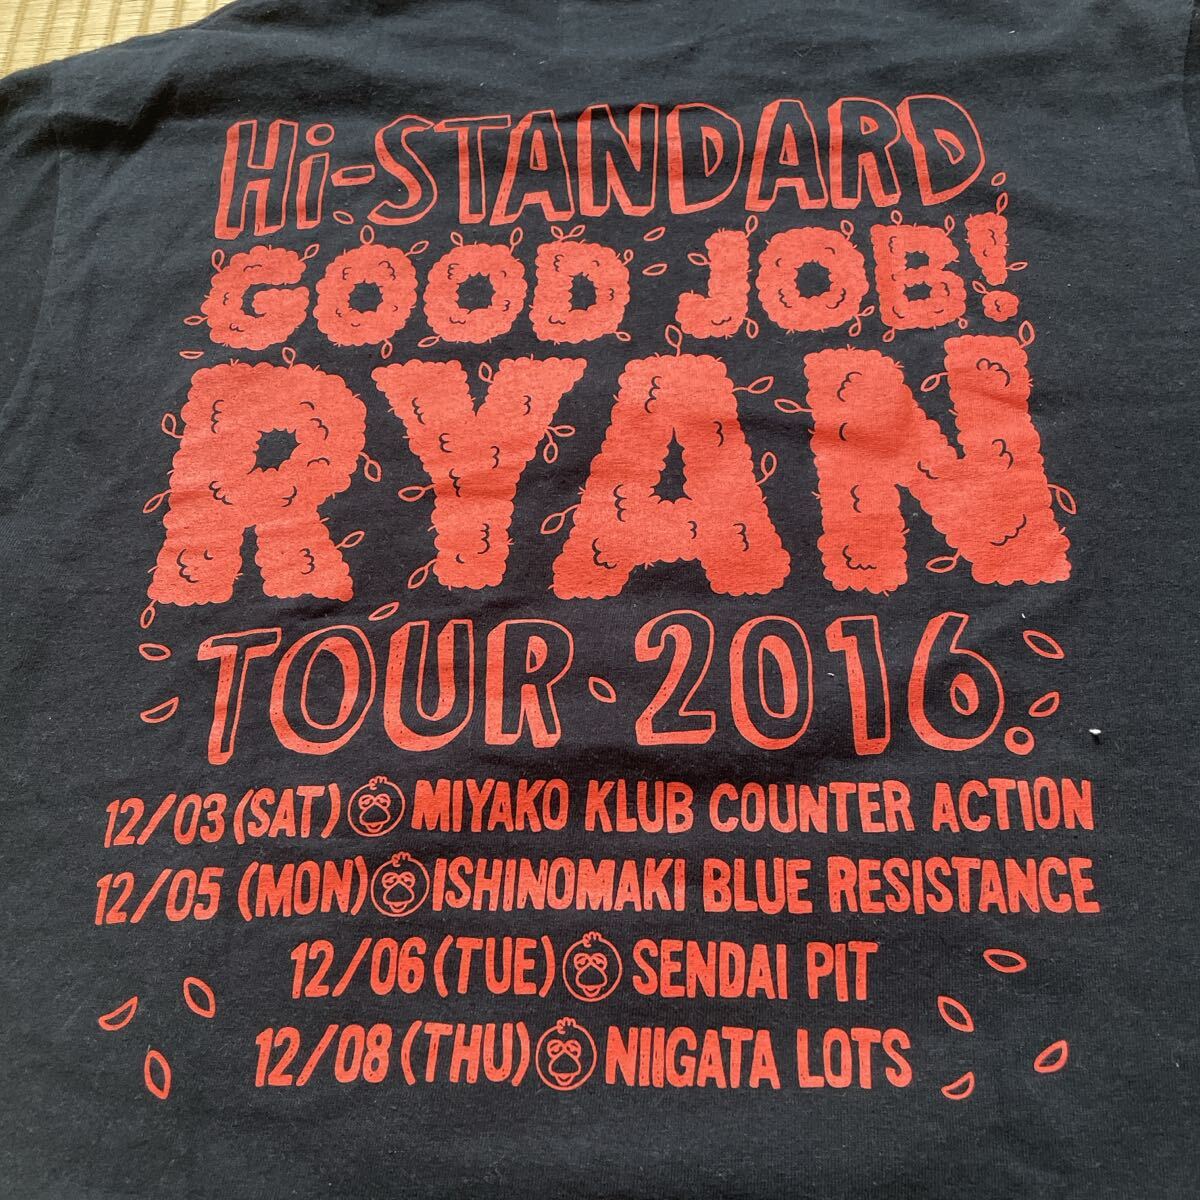 Hi-STANDARD
GOOD JOB!
RYAN
TOUR 2016.
12/03 (SAT) MIYAKO KLUB COUNTER ACTION
12/05 (MON) ISHINOMAKI BLUE RESISTANCE
12/06 (TUE) SENDAI PIT
12/08 (THU) NIIGATA LOTS